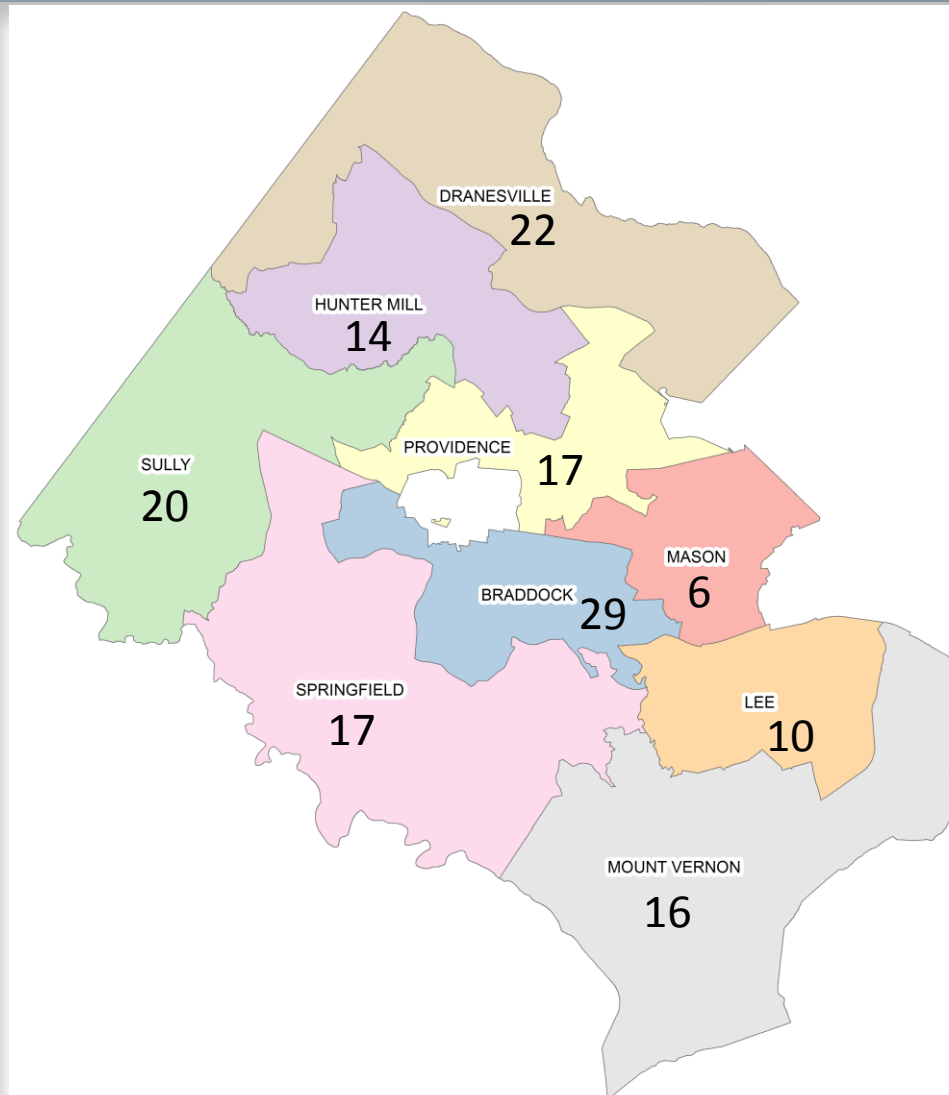 DRANESVILLE
22
HUNTER MILL
14
PROVIDENCE
17
SULLY
20
MASON
6
BRADDOCK
29
SPRINGFIELD
17
LEE
10
MOUNT VERNON
16